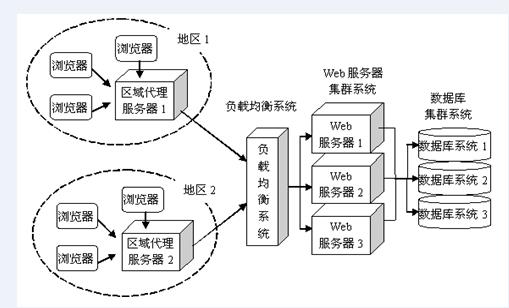 地区 1
浏览器
浏览器
浏览器
区域代理
服务器 1
负载均衡系统
负载均衡系统
Web 服务器
集群系统
Web
服务器 1
Web
服务器 2
Web
服务器 3
数据库
集群系统
数据库系统 1
数据库系统 2
数据库系统 3
地区 2
浏览器
浏览器
浏览器
区域代理
服务器 2